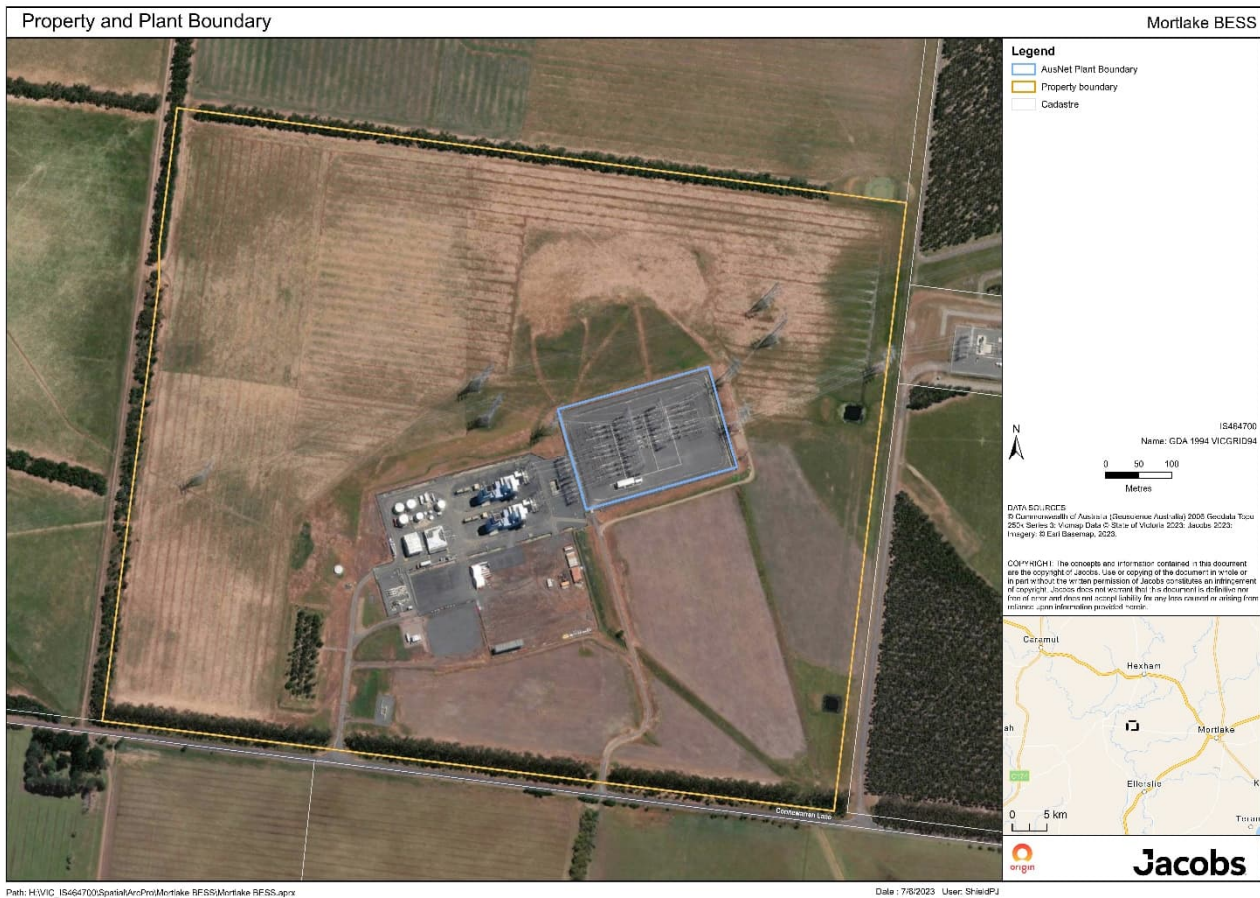 Property and Plant Boundary
Mortlake BESS
Legend
AusNet Plant Boundary
Property boundary
Cadastre
N
IS464700
Name: GDA 1994 VICGRID94
0 50 100
Metres
DATA SOURCES
© Commonwealth of Australia (Geoscience Australia) 2006 Geodata Topo
250k Series 3; Vicmap Data © State of Victoria 2023; Jacobs 2023;
Imagery: © Esri Basemap, 2023.
COPYRIGHT: The concepts and information contained in this document
are the copyright of Jacobs. Use or copying of the document in whole or
in part without the written permission of Jacobs constitutes an infringement
of copyright. Jacobs does not warrant that this document is definitive nor
free of error and does not accept liability for any loss caused or arising from
reliance upon information provided herein.
Connewarren Lane
Caramut
Hexham
ah
Mortlake
Ellerslie
K
Teran
0 5 km
origin
Jacobs
Path: H:\VIC_IS464700\Spatial\ArcPro\Mortlake BESS\Mortlake BESS.aprx
Date : 7/6/2023 User: ShieldPJ